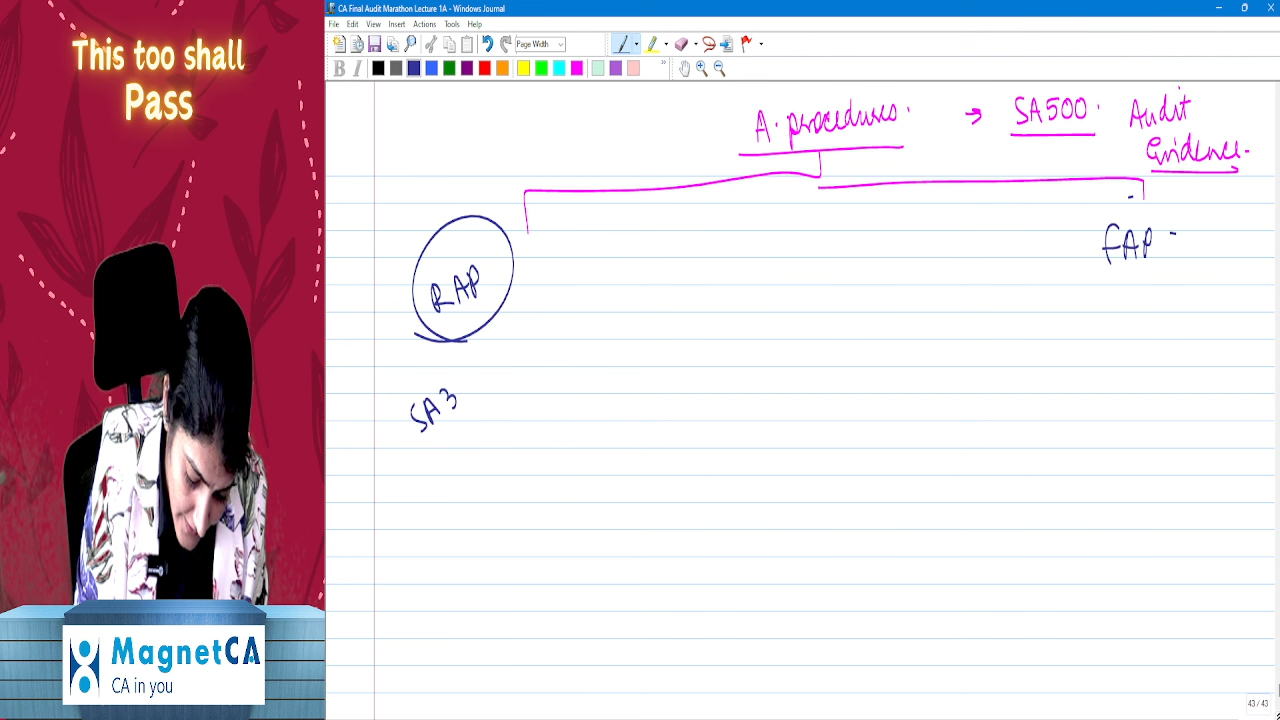 This too shall
Pass
MagnetCA
CA in you
CA Final Audit Marathon Lecture 1A - Windows Journal
File Edit View Insert Actions Tools Help
Page Width
B I
A. procedures. → SA500. Audit
Evidence.
RAP
FAP
SA3
43 / 43